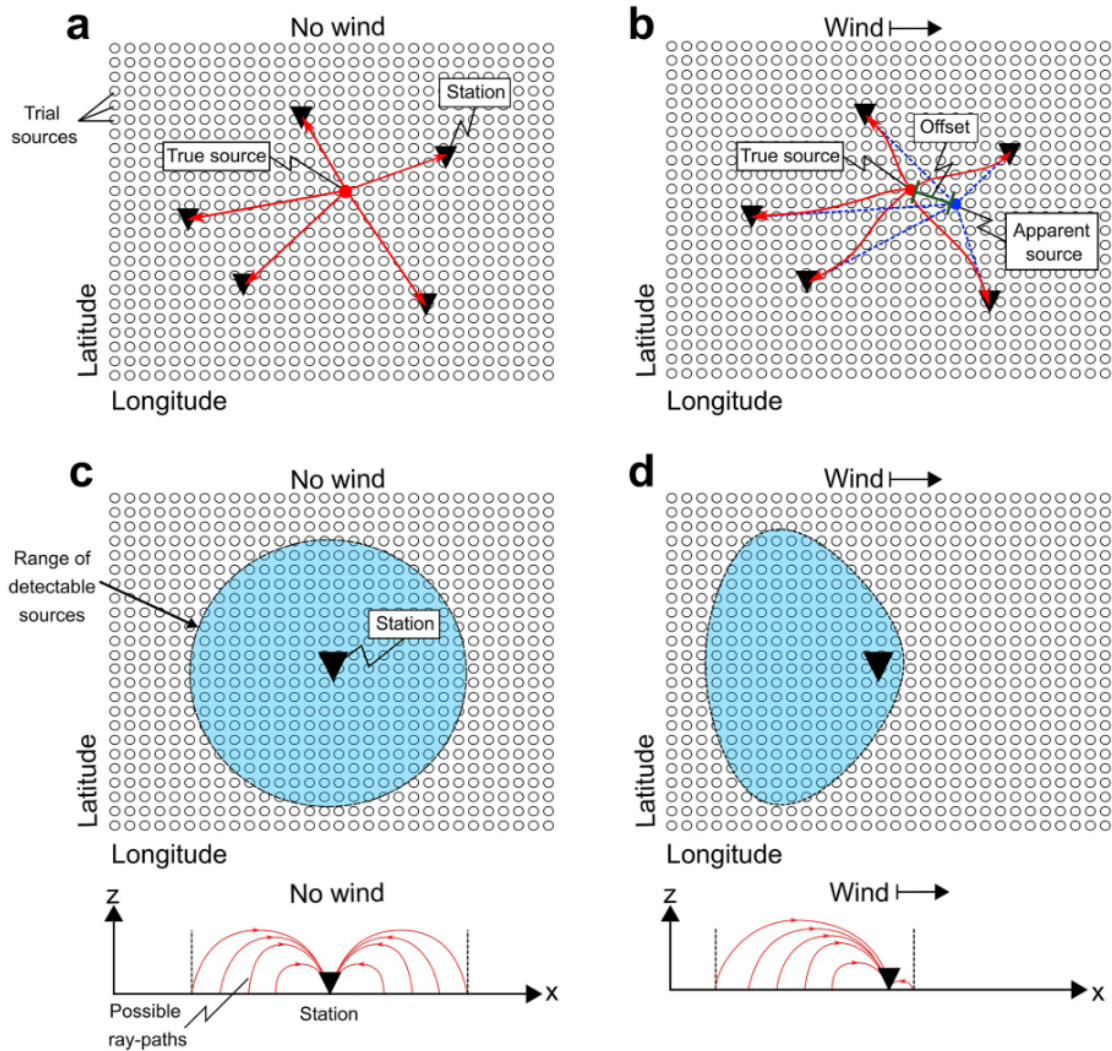 a
No wind
Trial
sources
Station
True source
Latitude
Longitude
b
Wind
Offset
True source
Apparent
source
Latitude
Longitude
c
No wind
Range of
detectable
sources
Station
Latitude
Longitude
d
Wind
Latitude
Longitude
No wind
z
x
Possible
ray-paths
Station
Wind
z
x